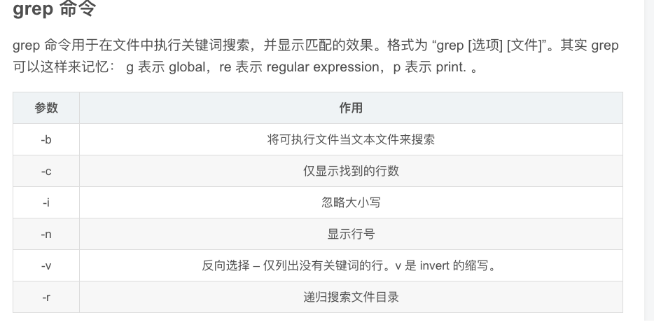 grep 命令
grep 命令用于在文件中执行关键词搜索，并显示匹配的效果。格式为 “grep [选项] [文件]”。其实 grep
可以这样来记忆： g 表示 global，re 表示 regular expression，p 表示 print. 。
参数 作用
-b 将可执行文件当文本文件来搜索
-c 仅显示找到的行数
-i 忽略大小写
-n 显示行号
-v 反向选择 – 仅列出没有关键词的行。v 是 invert 的缩写。
-r 递归搜索文件目录